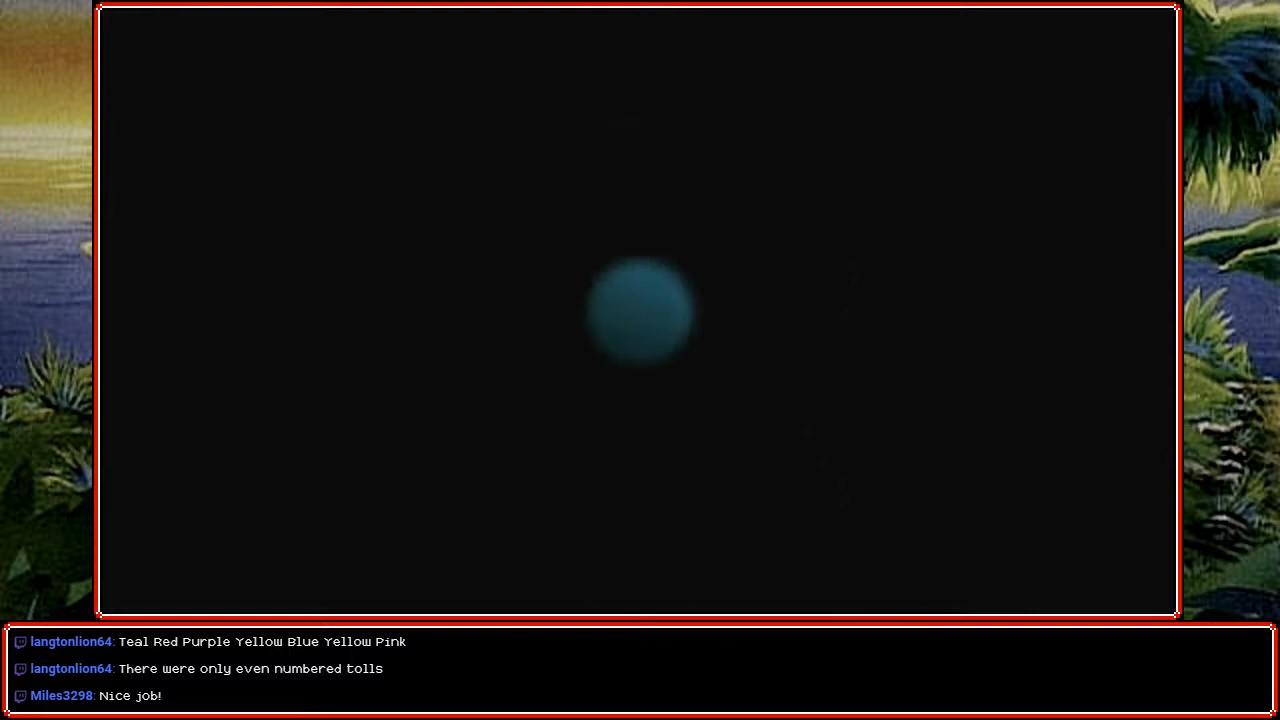 langtonlion64: Teal Red Purple Yellow Blue Yellow Pink
langtonlion64: There were only even numbered tolls
Miles3298: Nice job!